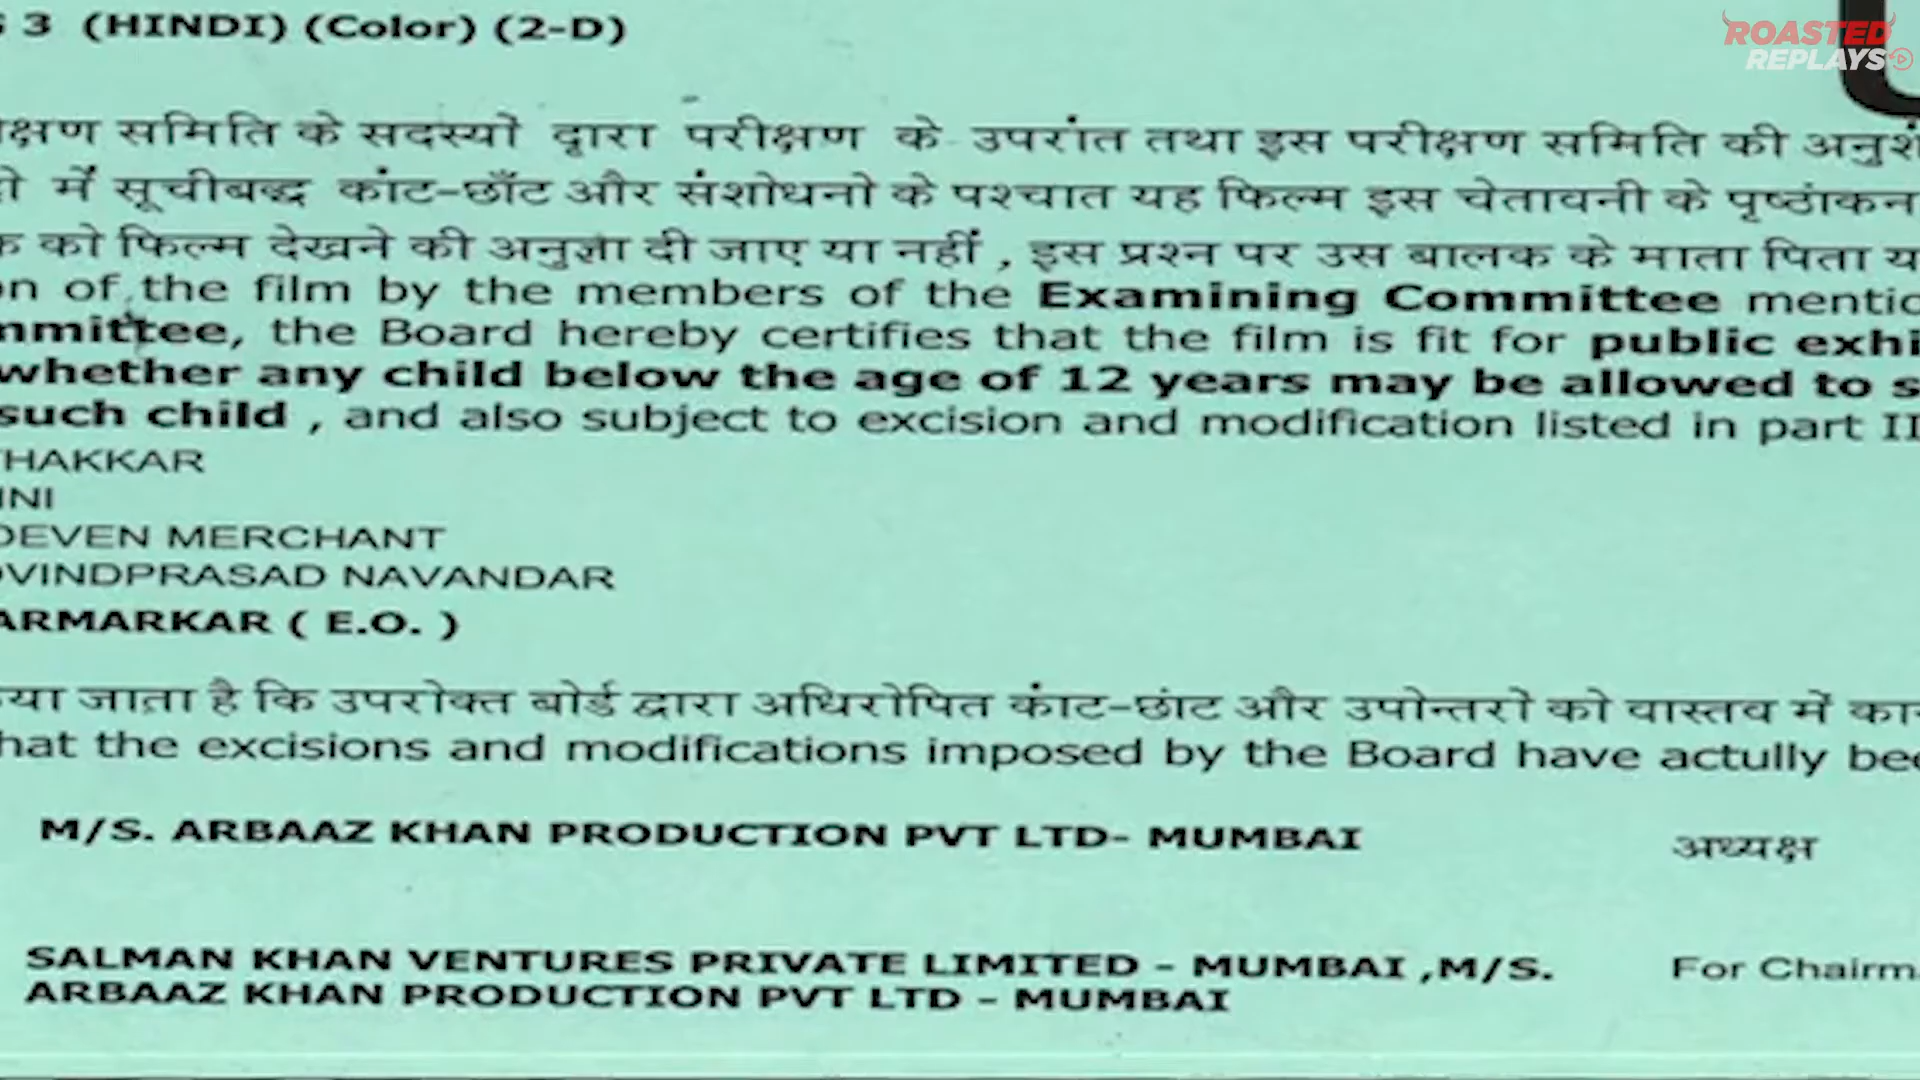 3 (HINDI) (Color) (2-D)
ROASTED
REPLAYS
समिति के सदस्यो द्वारा परीक्षण के उपरांत तथा इस परीक्षण समिति की
में सूचीबद्ध कांट-छाँट और संशोधनो के पश्चात यह फिल्म इस चेतावनी के पृष्ठांकन
को फिल्म देखने की अनुज्ञा दी जाए या नहीं , इस प्रश्न पर उस बालक के माता पिता
on of the film by the members of the Examining Committee mentio
mmittee, the Board hereby certifies that the film is fit for public exhi
whether any child below the age of 12 years may be allowed to s
such child , and also subject to excision and modification listed in part II
HAKKAR
INI
DEVEN MERCHANT
OVINDPRASAD NAVANDAR
ARMARKAR ( E.O. )
जाता है कि उपरोक्त बोर्ड द्वारा अधिरोपित कांट-छांट और उपोन्तरो को वास्तव में
hat the excisions and modifications imposed by the Board have actully bee
M/S. ARBAAZ KHAN PRODUCTION PVT LTD- MUMBAI
अध्यक्ष
SALMAN KHAN VENTURES PRIVATE LIMITED - MUMBAI ,M/S.
For Chairm
ARBAAZ KHAN PRODUCTION PVT LTD - MUMBAI